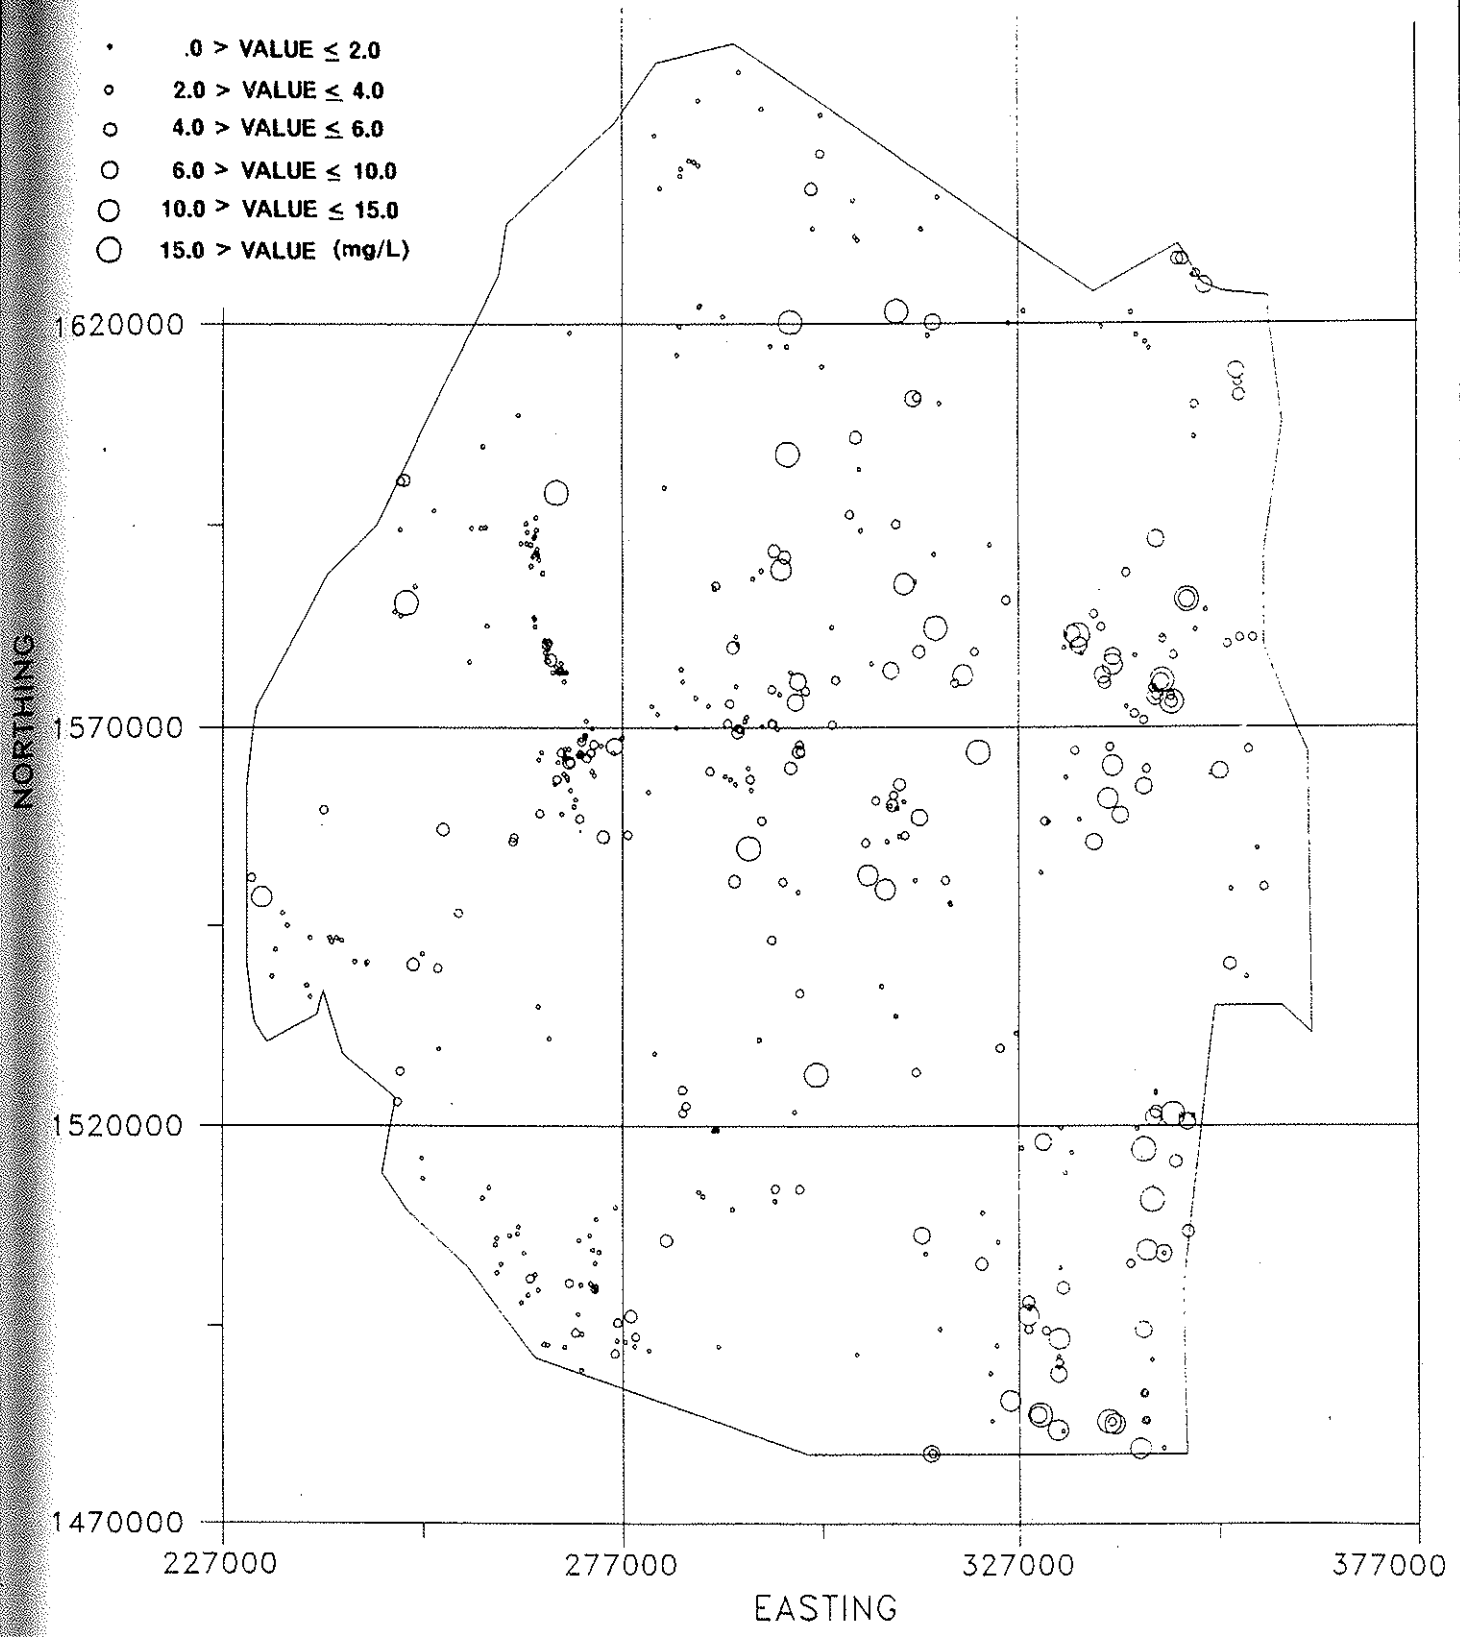 .0 > VALUE ≤ 2.0
2.0 > VALUE ≤ 4.0
4.0 > VALUE ≤ 6.0
6.0 > VALUE ≤ 10.0
10.0 > VALUE ≤ 15.0
15.0 > VALUE (mg/L)
1620000
1570000
NORTHING
1520000
1470000
227000 277000 327000 377000
EASTING